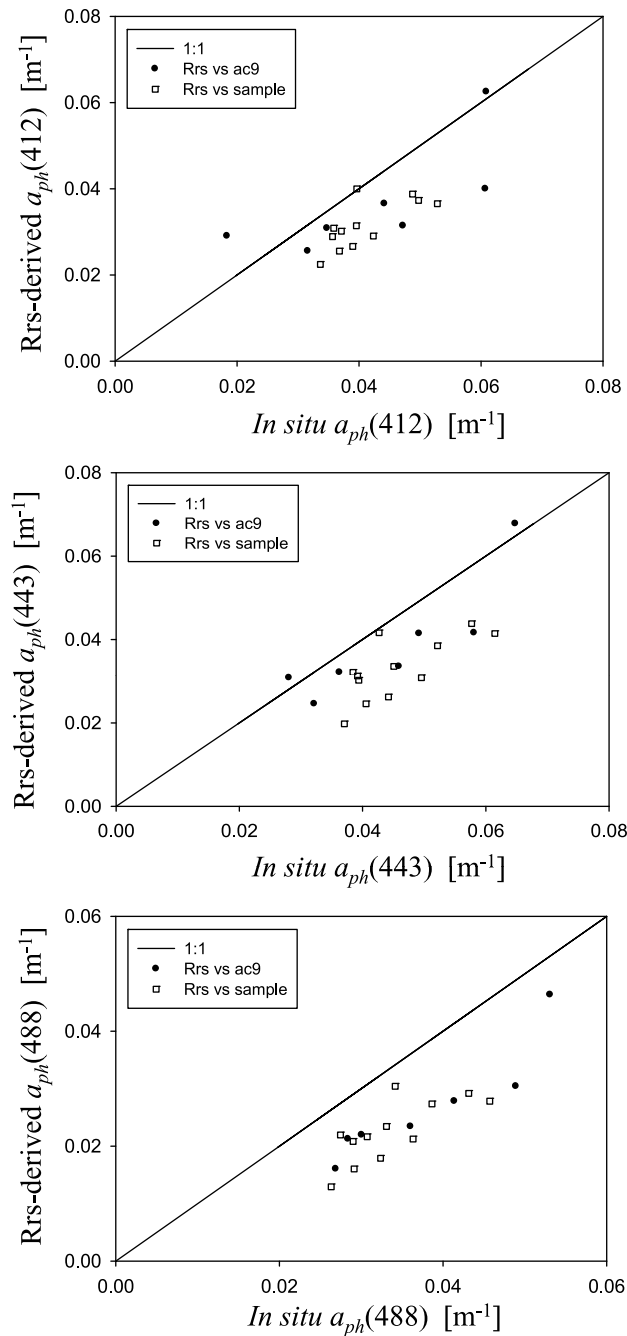 0.08
0.06
0.04
0.02
0.00
Rrs-derived aph(412) [m-1]
1:1
Rrs vs ac9
Rrs vs sample
0.00 0.02 0.04 0.06 0.08
In situ aph(412) [m-1]
0.08
0.06
0.04
0.02
0.00
Rrs-derived aph(443) [m-1]
1:1
Rrs vs ac9
Rrs vs sample
0.00 0.02 0.04 0.06 0.08
In situ aph(443) [m-1]
0.06
0.04
0.02
0.00
Rrs-derived aph(488) [m-1]
1:1
Rrs vs ac9
Rrs vs sample
0.00 0.02 0.04 0.06
In situ aph(488) [m-1]